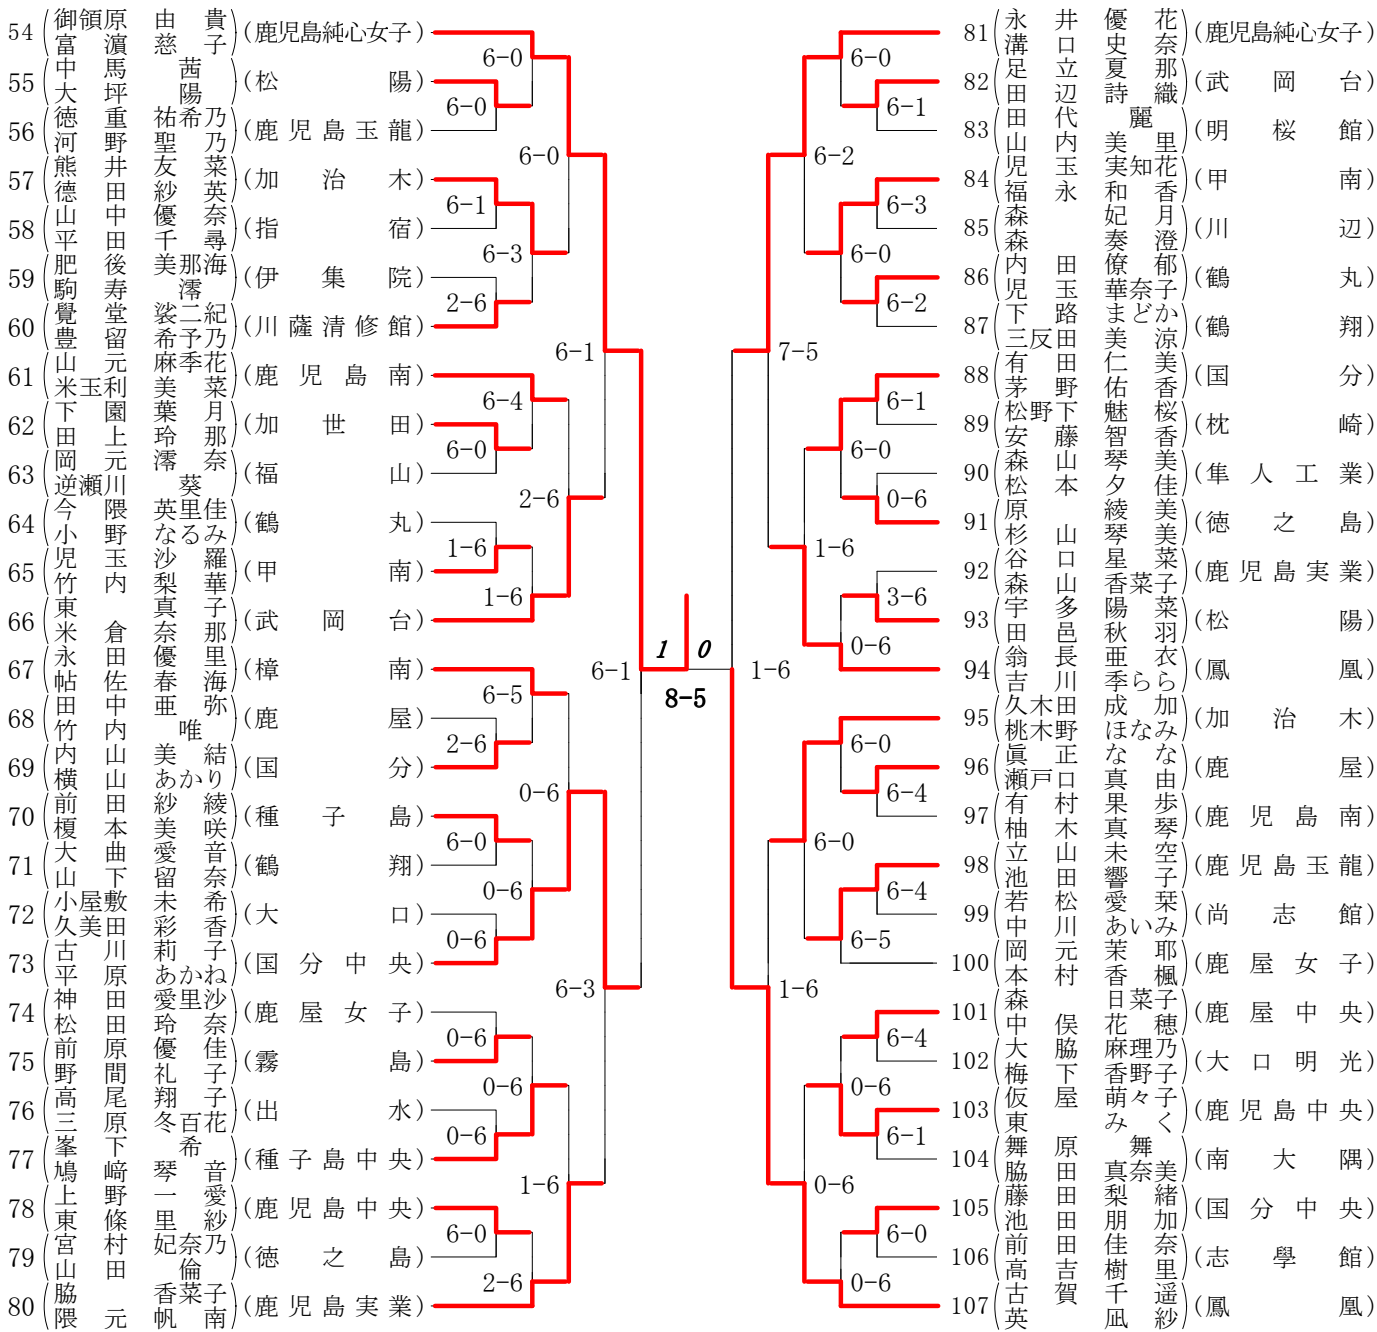 54 御領原 由貴 (鹿児島純心女子)
富濵 慈子
55 中馬 茜 (松陽)
大坪 陽
56 徳重 祐希乃 (鹿児島玉龍)
河野 聖乃
57 熊井 友菜 (加治木)
德田 紗英
58 山中 優奈 (指宿)
平田 千尋
59 肥後 美那海 (伊集院)
駒寿 澪
60 覺堂 裟二紀 (川薩清修館)
豊留 希予乃
61 山元 麻季花 (鹿児島南)
米玉利 美菜
62 下園 葉月 (加世田)
田上 玲那
63 岡元 澪奈 (福山)
逆瀬川 葵
64 今隈 英里佳 (鶴丸)
小野 なるみ
65 児玉 沙羅 (甲南)
竹内 梨華
66 東 真子 (武岡台)
米倉 奈那
67 永田 優里 (樟南)
帖佐 春海
68 田中 亜弥 (鹿屋)
竹内 唯
69 内山 美結 (国分)
横山 あかり
70 前田 紗綾 (種子島)
榎本 美咲
71 大曲 愛音 (鶴翔)
山下 留奈
72 小屋敷 未希 (大口)
久美田 彩香
73 古川 莉子 (国分中央)
平原 あかね
74 神田 愛里沙 (鹿屋女子)
松田 玲奈
75 前原 優佳 (霧島)
野間 礼子
76 高尾 翔子 (出水)
三原 冬百花
77 峯下 希 (種子島中央)
鳩﨑 琴音
78 上野 一愛 (鹿児島中央)
東條 里紗
79 宮村 妃奈乃 (徳之島)
山田 倫
80 脇 香菜子 (鹿児島実業)
隈元 帆南
6-0
6-0
6-0
6-1
6-3
2-6
6-1
6-4
6-0
2-6
1-6
1-6
6-1
6-5
2-6
0-6
6-0
0-6
0-6
6-3
0-6
0-6
0-6
1-6
6-0
2-6
1 0
8-5
6-0
6-1
6-2
6-3
6-0
6-2
7-5
6-1
6-0
0-6
1-6
3-6
0-6
1-6
6-0
6-4
6-0
6-4
6-5
1-6
6-4
0-6
6-1
0-6
6-0
0-6
81 永井 優花 (鹿児島純心女子)
溝口 史奈
82 足立 夏那 (武岡台)
田辺 詩織
83 田代 麗 (明桜館)
山内 美里
84 児玉 実知花 (甲南)
福永 和香
85 森 妃月 (川辺)
森 奏澄
86 内田 僚郁 (鶴丸)
児玉 華奈子
87 下路 まどか (鶴翔)
三反田 美涼
88 有田 仁美 (国分)
茅野 佑香
89 松野下 魅桜 (枕崎)
安藤 智香
90 森山 琴美 (隼人工業)
松本 夕佳
91 原 綾美 (徳之島)
杉山 琴美
92 谷口 星菜 (鹿児島実業)
森山 香菜子
93 宇多 陽菜 (松陽)
田邑 秋羽
94 翁長 亜衣 (鳳凰)
吉川 季らら
95 久木田 成加 (加治木)
桃木野 ほなみ
96 眞正 なな (鹿屋)
瀬戸口 真由
97 有村 果歩 (鹿児島南)
柚木 真琴
98 立山 未空 (鹿児島玉龍)
池田 響子
99 若松 愛栞 (尚志館)
中川 あいみ
100 岡元 茉耶 (鹿屋女子)
本村 香楓
101 森 日菜子 (鹿屋中央)
中俣 花穂
102 大脇 麻理乃 (大口明光)
梅下 香野子
103 仮屋 萌々子 (鹿児島中央)
東 みく
104 舞原 舞 (南大隅)
脇田 真奈美
105 藤田 梨緒 (国分中央)
池田 朋加
106 前田 佳奈 (志學館)
高吉 樹里
107 古賀 千遥 (鳳凰)
英 凪紗